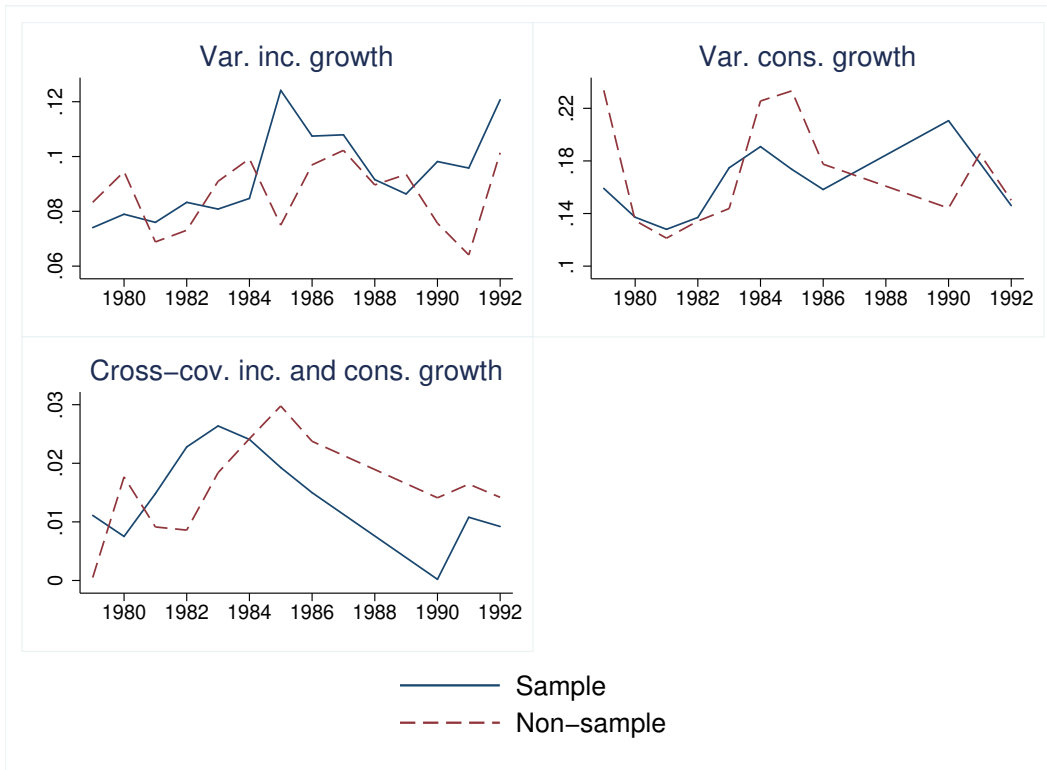 Var. inc. growth
.12
.1
.08
.06
1980 1982 1984 1986 1988 1990 1992
Var. cons. growth
.22
.18
.14
.1
1980 1982 1984 1986 1988 1990 1992
Cross−cov. inc. and cons. growth
.03
.02
.01
0
1980 1982 1984 1986 1988 1990 1992
Sample
Non−sample